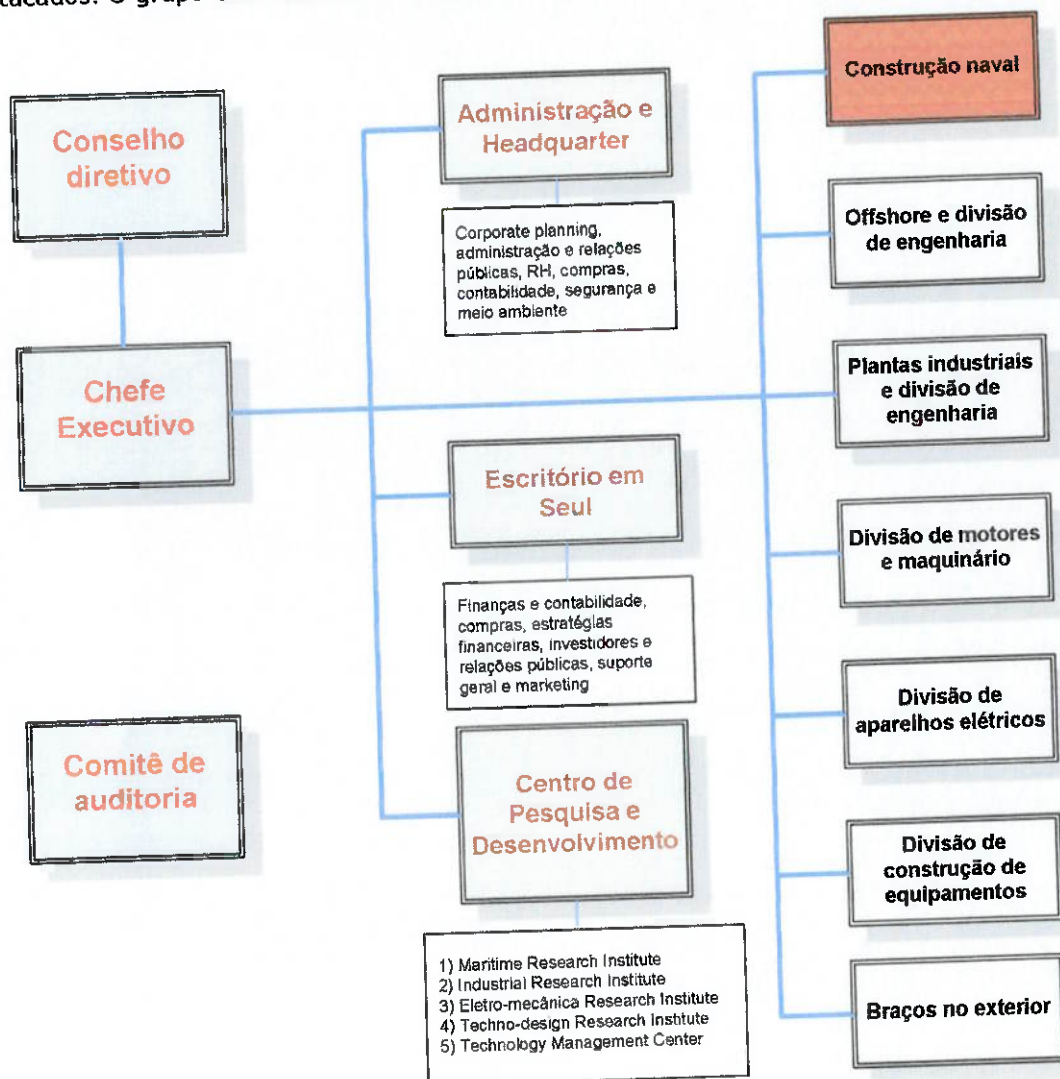 Conselho
diretivo
Chefe
Executivo
Comitê de
auditoria
Administração e
Headquarter
Corporate planning,
administração e relações
públicas, RH, compras,
contabilidade, segurança e
meio ambiente
Escritório em
Seul
Finanças e contabilidade,
compras, estratégias
financeiras, investidores e
relações públicas, suporte
geral e marketing
Centro de
Pesquisa e
Desenvolvimento
1) Maritime Research Institute
2) Industrial Research Institute
3) Eletro-mecânica Research Institute
4) Techno-design Research Institute
5) Technology Management Center
Construção naval
Offshore e divisão
de engenharia
Plantas industriais
e divisão de
engenharia
Divisão de motores
e maquinário
Divisão de
aparelhos elétricos
Divisão de
construção de
equipamentos
Braços no exterior